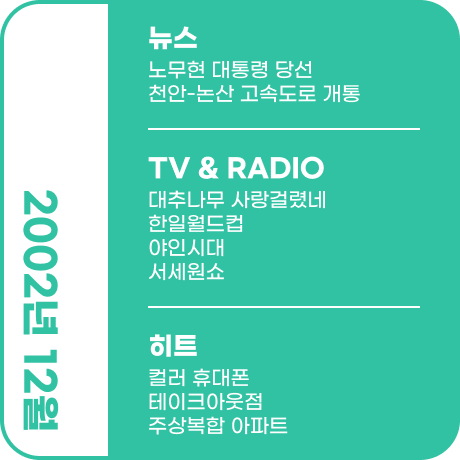 2002년 12월
뉴스
노무현 대통령 당선
천안-논산 고속도로 개통
TV & RADIO
대추나무 사랑걸렸네
한일월드컵
야인시대
서세원쇼
히트
컬러 휴대폰
테이크아웃점
주상복합 아파트